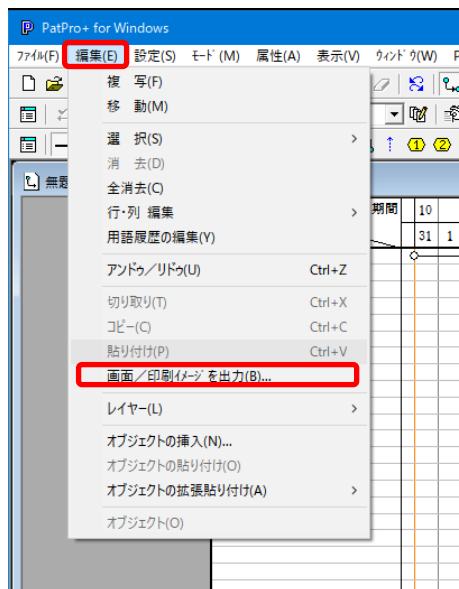 PatPro+ for Windows
ﾌｧｲﾙ(F) 編集(E) 設定(S) ﾓｰﾄﾞ(M) 属性(A) 表示(V) ｳｨﾝﾄﾞｳ(W)
複 写(F)
移 動(M)
選 択(S) >
消 去(D)
全消去(C)
行・列 編集 >
用語履歴の編集(Y)
アンドゥ／リドゥ(U) Ctrl+Z
切り取り(T) Ctrl+X
コピー(C) Ctrl+C
貼り付け(P) Ctrl+V
画面／印刷ｲﾒｰｼﾞを出力(B)...
レイヤー(L) >
オブジェクトの挿入(N)...
オブジェクトの貼り付け(O)
オブジェクトの拡張貼り付け(A) >
オブジェクト(O)
無題
期間 10
31 1
1 2